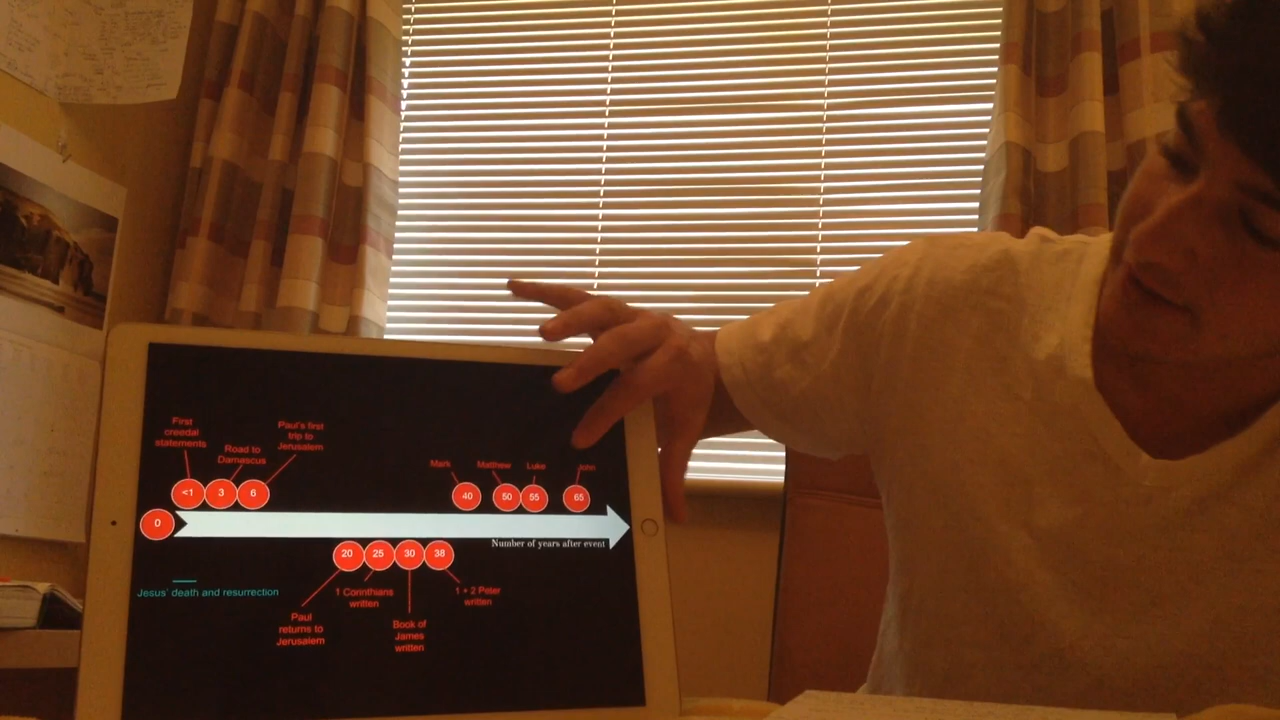 First
creedal
statements
Road to
Damascus
Paul's first
trip to
Jerusalem
Mark
Matthew
Luke
John
<1
3
6
40
50
55
65
0
Number of years after event
20
25
30
38
Jesus' death and resurrection
Paul
returns to
Jerusalem
1 Corinthians
written
Book of
James
written
1 + 2 Peter
written